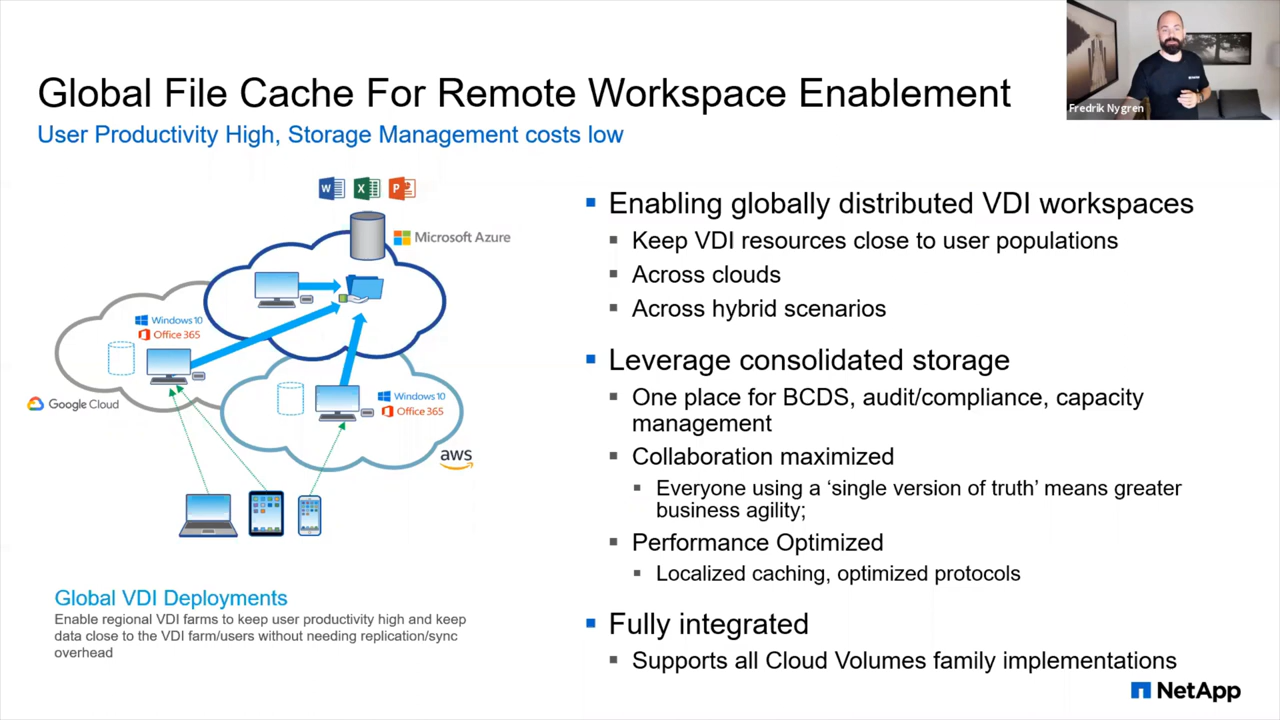 Fredrik Nygren
Global File Cache For Remote Workspace Enablement
User Productivity High, Storage Management costs low
Microsoft Azure
Windows 10
Office 365
Google Cloud
Windows 10
Office 365
aws
Global VDI Deployments
Enable regional VDI farms to keep user productivity high and keep
data close to the VDI farm/users without needing replication/sync
overhead
Enabling globally distributed VDI workspaces
Keep VDI resources close to user populations
Across clouds
Across hybrid scenarios
Leverage consolidated storage
One place for BCDS, audit/compliance, capacity
management
Collaboration maximized
Everyone using a ‘single version of truth’ means greater
business agility;
Performance Optimized
Localized caching, optimized protocols
Fully integrated
Supports all Cloud Volumes family implementations
NetApp